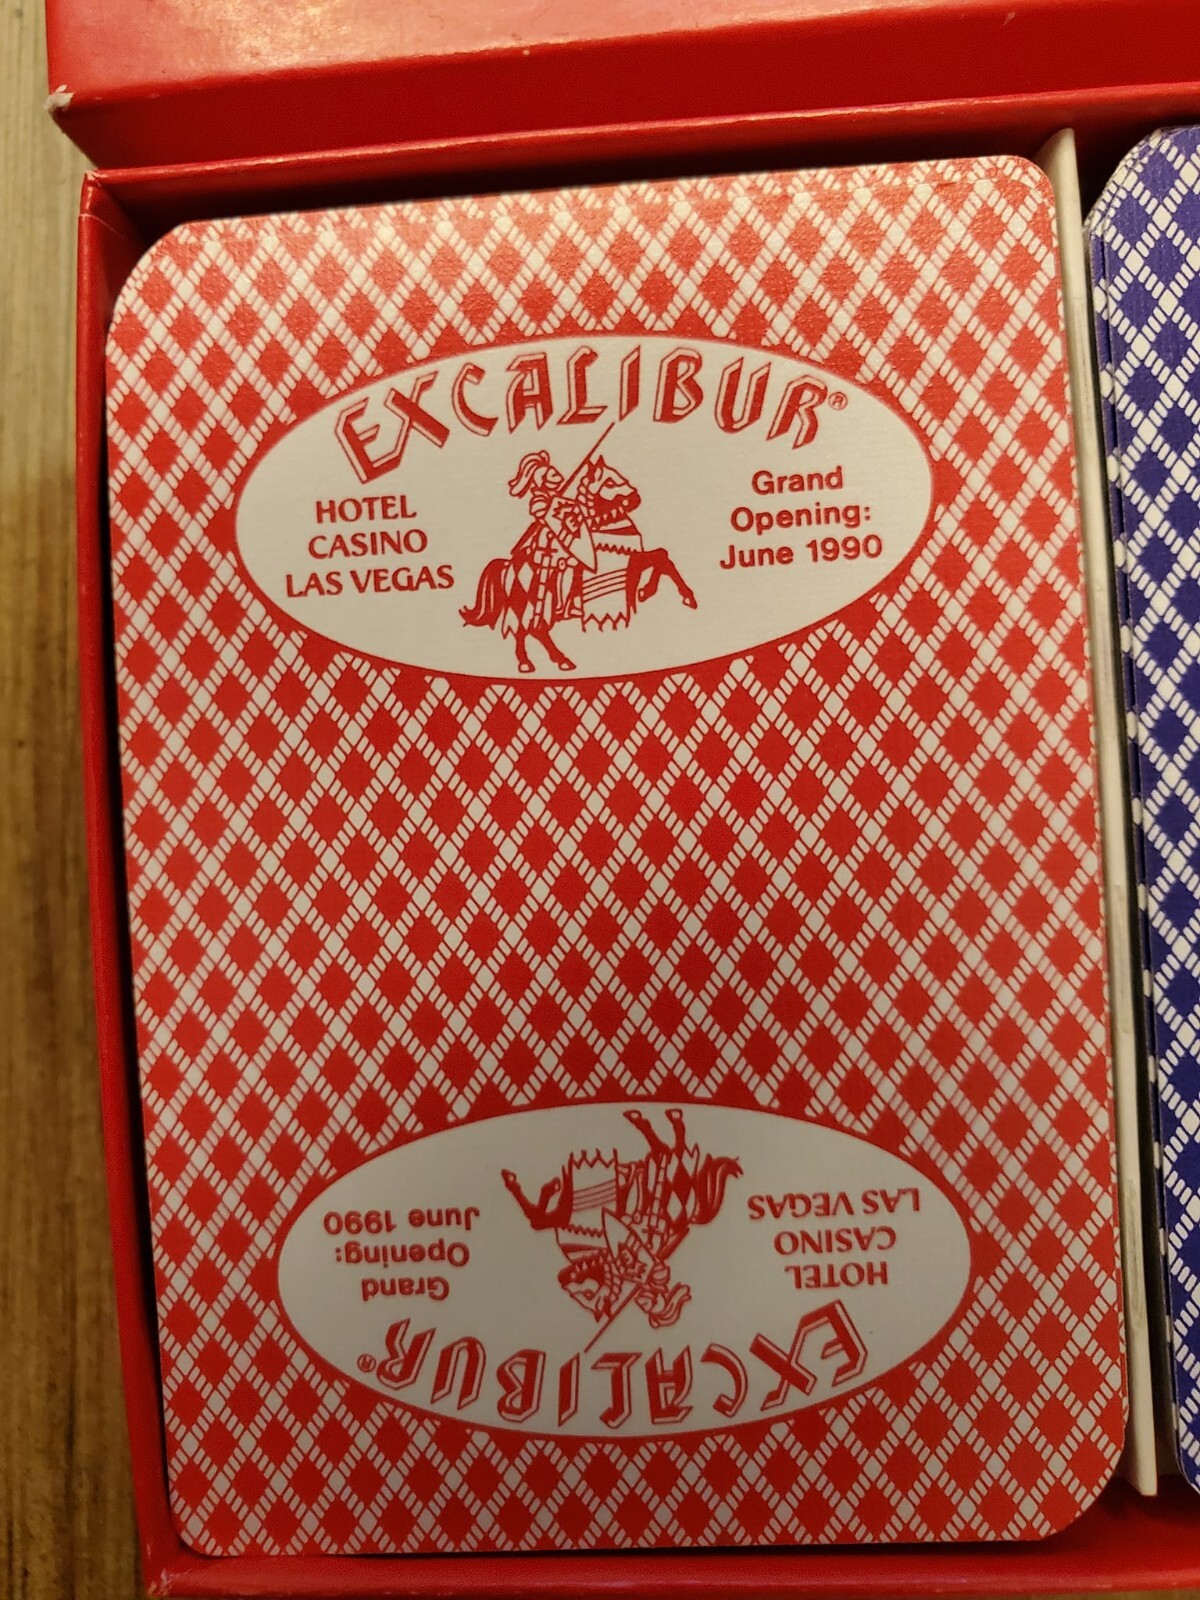 EXCALIBUR®
HOTEL
CASINO
LAS VEGAS
Grand
Opening:
June 1990
EXCALIBUR®
HOTEL
CASINO
LAS VEGAS
Grand
Opening:
June 1990